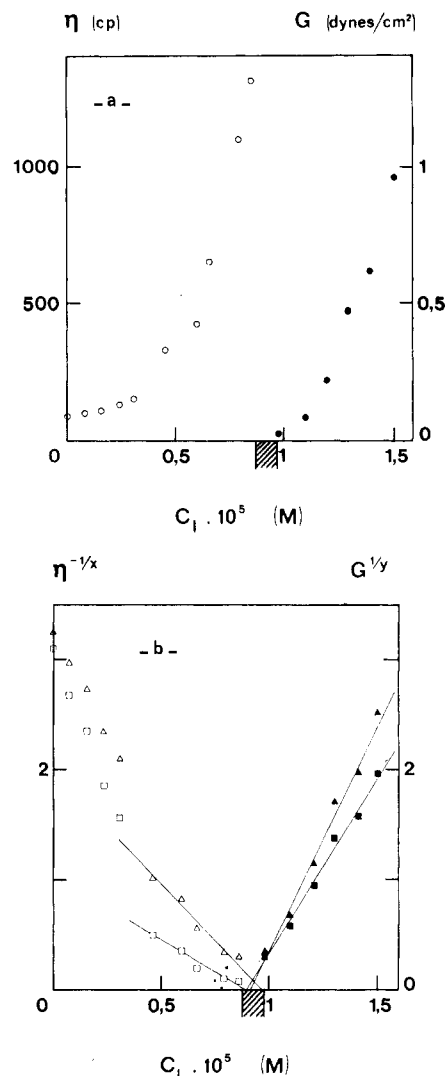 η (cp) G (dynes/cm²)
_ a _
1000 1
500 0,5
0
0 0,5 1 1,5
C₁ . 10⁵ (M)
η⁻¹/ˣ G¹/ʸ
_ b _
2 2
0
0 0,5 1 1,5
C₁ . 10⁵ (M)